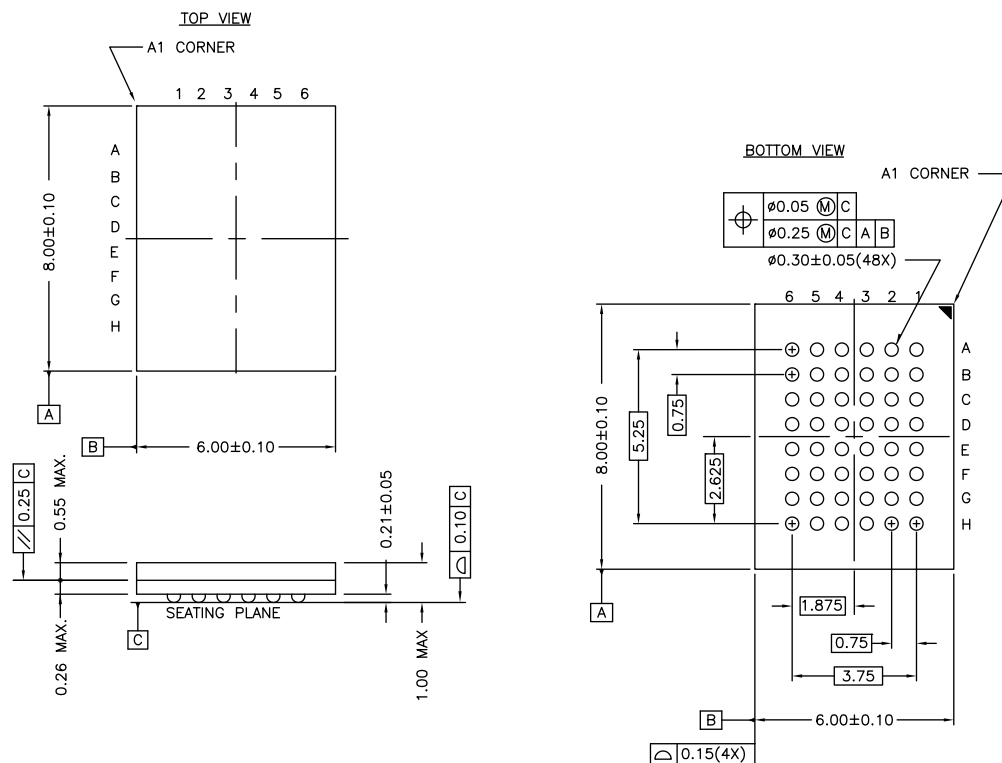 TOP VIEW
A1 CORNER
1 2 3 4 5 6
A
B
C
D
E
F
G
H
8.00±0.10
A
B
6.00±0.10
// 0.25 C
0.55 MAX.
0.21±0.05
⌓ 0.10 C
SEATING PLANE
C
0.26 MAX.
1.00 MAX
BOTTOM VIEW
A1 CORNER
⌖ ø0.05 Ⓜ C
ø0.25 Ⓜ C A B
ø0.30±0.05(48X)
6 5 4 3 2 1
A
B
C
D
E
F
G
H
8.00±0.10
5.25
0.75
2.625
A
1.875
0.75
3.75
B
6.00±0.10
⌓ 0.15(4X)